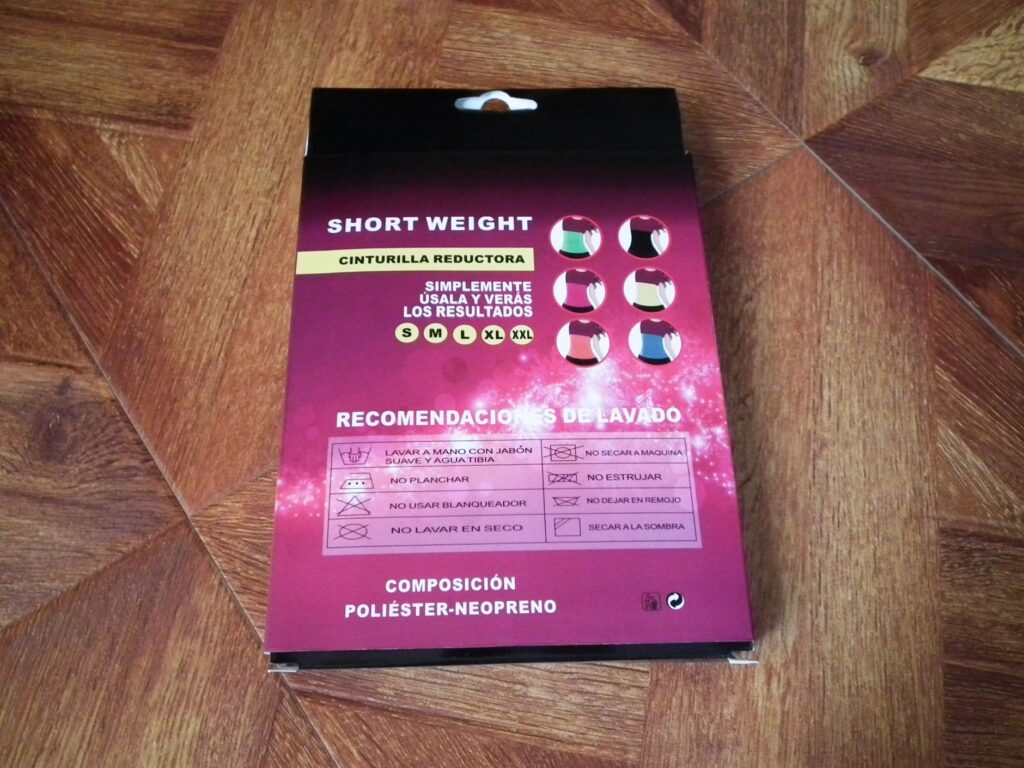 SHORT WEIGHT
CINTURILLA REDUCTORA
SIMPLEMENTE
ÚSALA Y VERÁS
LOS RESULTADOS
S M L XL XXL
RECOMENDACIONES DE LAVADO
LAVAR A MANO CON JABÓN
SUAVE Y AGUA TIBIA
NO PLANCHAR
NO USAR BLANQUEADOR
NO LAVAR EN SECO
NO SECAR A MAQUINA
NO ESTRUJAR
NO DEJAR EN REMOJO
SECAR A LA SOMBRA
COMPOSICIÓN
POLIÉSTER-NEOPRENO